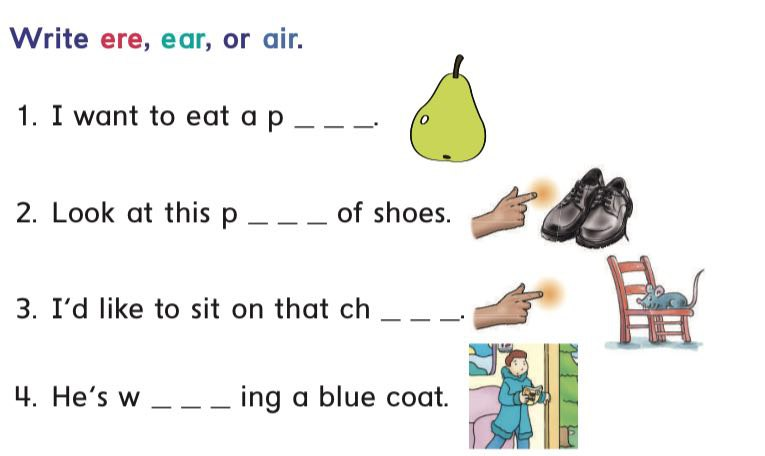 Write ere, ear, or air.
1. I want to eat a p _ _ _.
2. Look at this p _ _ _ of shoes.
3. I'd like to sit on that ch _ _ _.
4. He's w _ _ _ ing a blue coat.